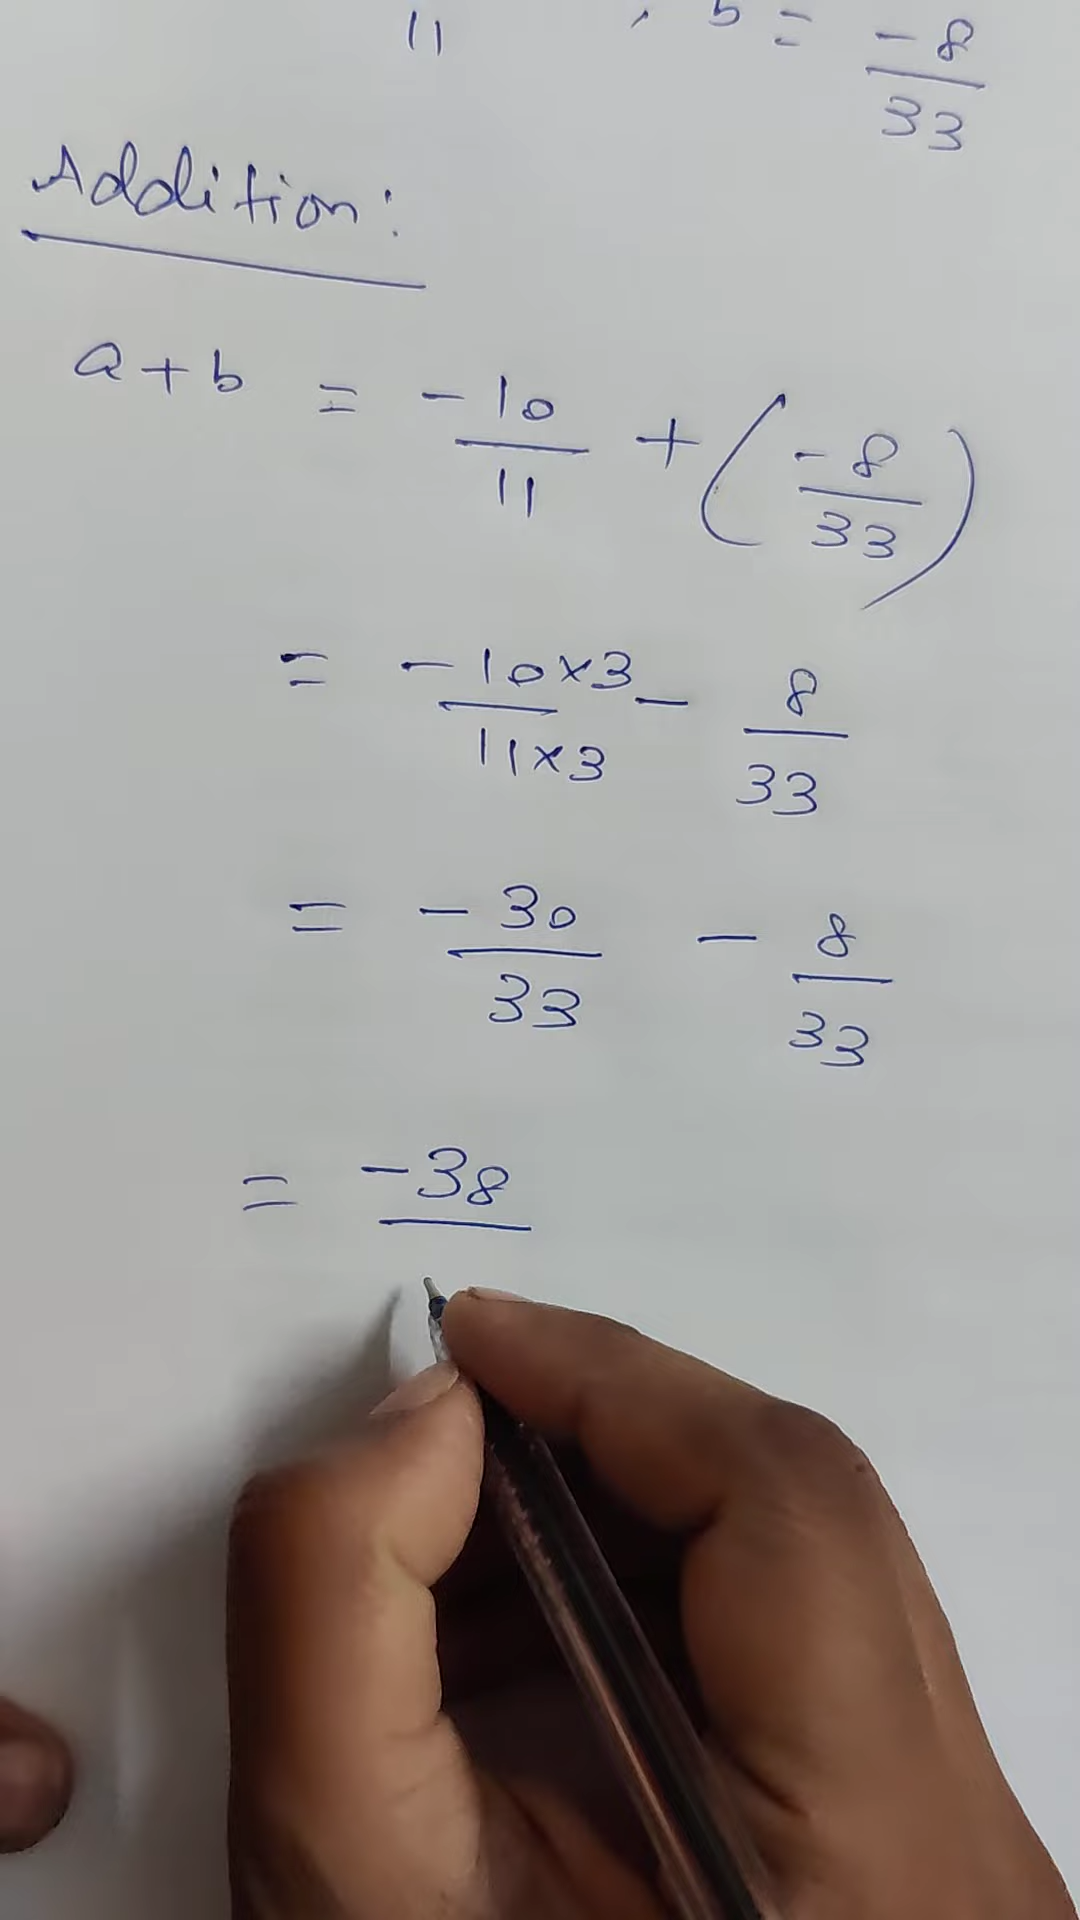 11 , b = -8/33
Addition:
a + b = -10/11 + (-8/33)
= -10×3/11×3 - 8/33
= -30/33 - 8/33
= -38